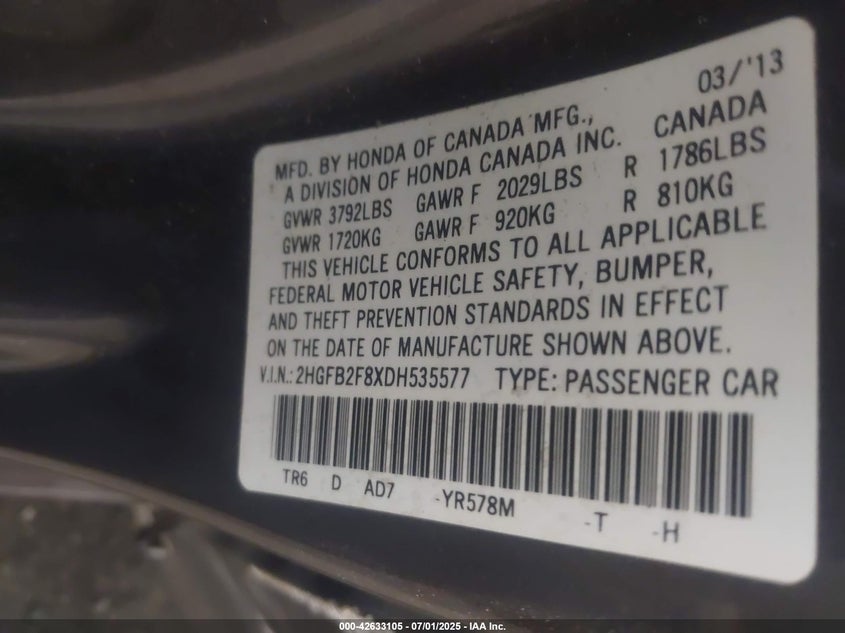 03/'13
MFD. BY HONDA OF CANADA MFG.,
A DIVISION OF HONDA CANADA INC. CANADA
GVWR 3792LBS GAWR F 2029LBS R 1786LBS
GVWR 1720KG GAWR F 920KG R 810KG
THIS VEHICLE CONFORMS TO ALL APPLICABLE
FEDERAL MOTOR VEHICLE SAFETY, BUMPER,
AND THEFT PREVENTION STANDARDS IN EFFECT
ON THE DATE OF MANUFACTURE SHOWN ABOVE.
V.I.N.: 2HGFB2F8XDH535577 TYPE: PASSENGER CAR
TR6 D AD7 -YR578M -T -H
000-42633105 - 07/01/2025 - IAA Inc.